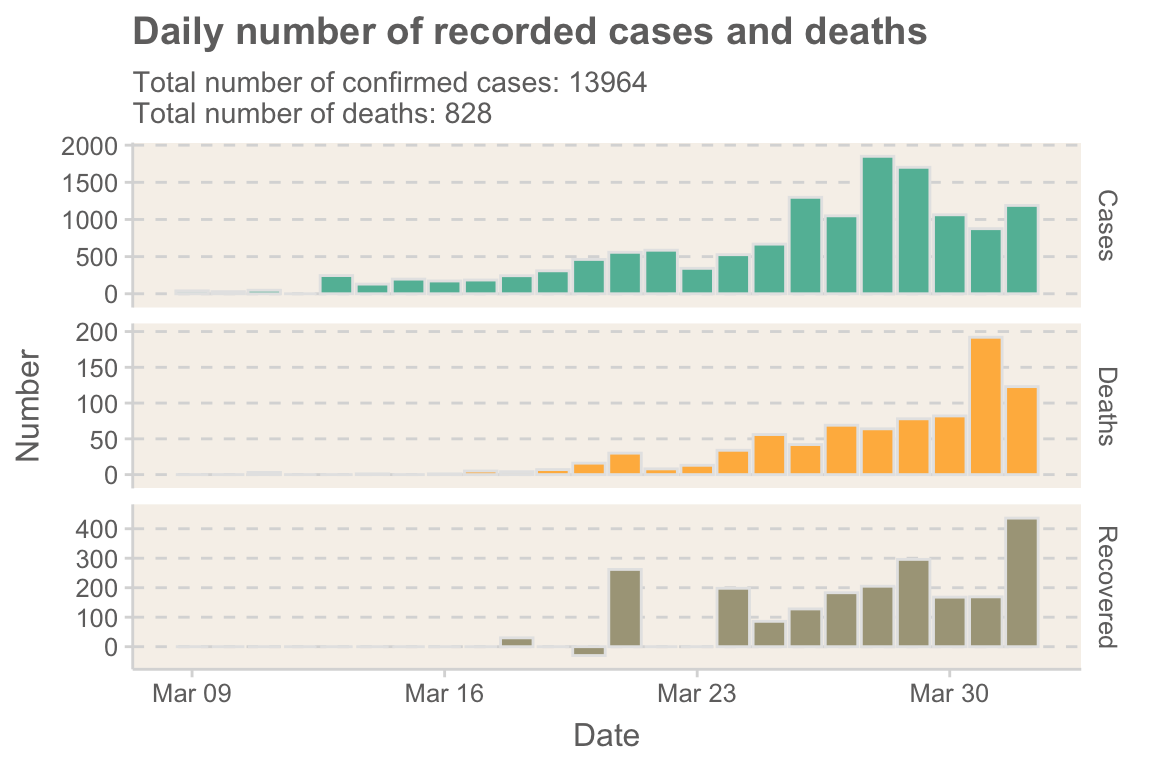 Daily number of recorded cases and deaths
Total number of confirmed cases: 13964
Total number of deaths: 828
2000
1500
1000
500
0
Cases
200
150
100
50
0
Deaths
Number
400
300
200
100
0
Recovered
Mar 09 Mar 16 Mar 23 Mar 30
Date